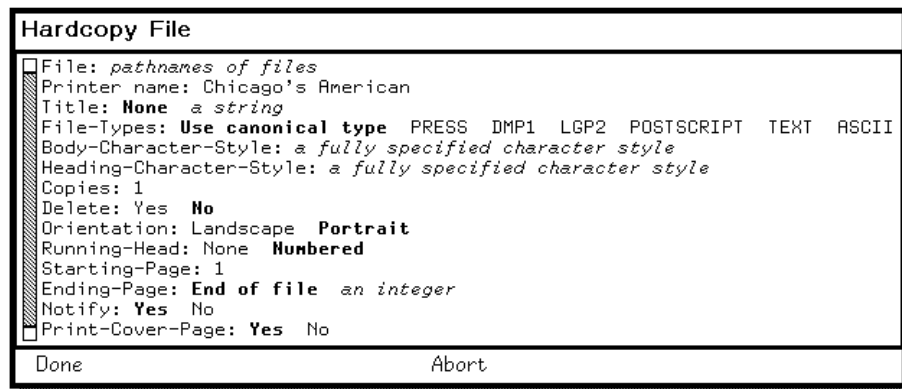 Hardcopy File
File: pathnames of files
Printer name: Chicago's American
Title: None a string
File-Types: Use canonical type PRESS DMP1 LGP2 POSTSCRIPT TEXT ASCII
Body-Character-Style: a fully specified character style
Heading-Character-Style: a fully specified character style
Copies: 1
Delete: Yes No
Orientation: Landscape Portrait
Running-Head: None Numbered
Starting-Page: 1
Ending-Page: End of file an integer
Notify: Yes No
Print-Cover-Page: Yes No
Done Abort